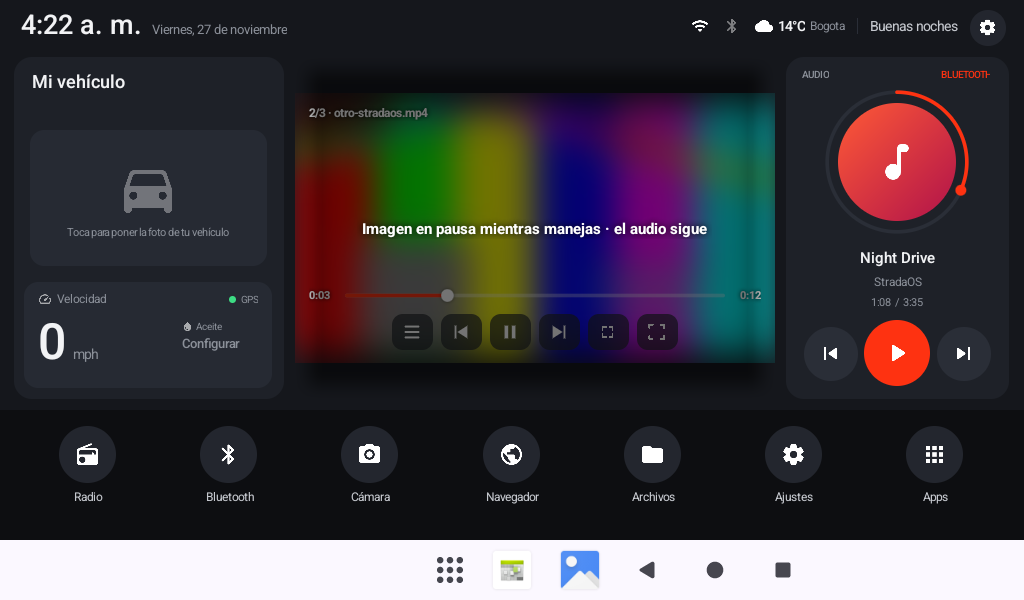 4:22 a. m.
Viernes, 27 de noviembre
14°C Bogota
Buenas noches
Mi vehículo
Toca para poner la foto de tu vehículo
Velocidad
GPS
0 mph
Aceite
Configurar
2/3 · otro-stradaos.mp4
Imagen en pausa mientras manejas · el audio sigue
0:03
0:12
AUDIO
BLUETOOTH
Night Drive
StradaOS
1:08 / 3:35
Radio
Bluetooth
Cámara
Navegador
Archivos
Ajustes
Apps